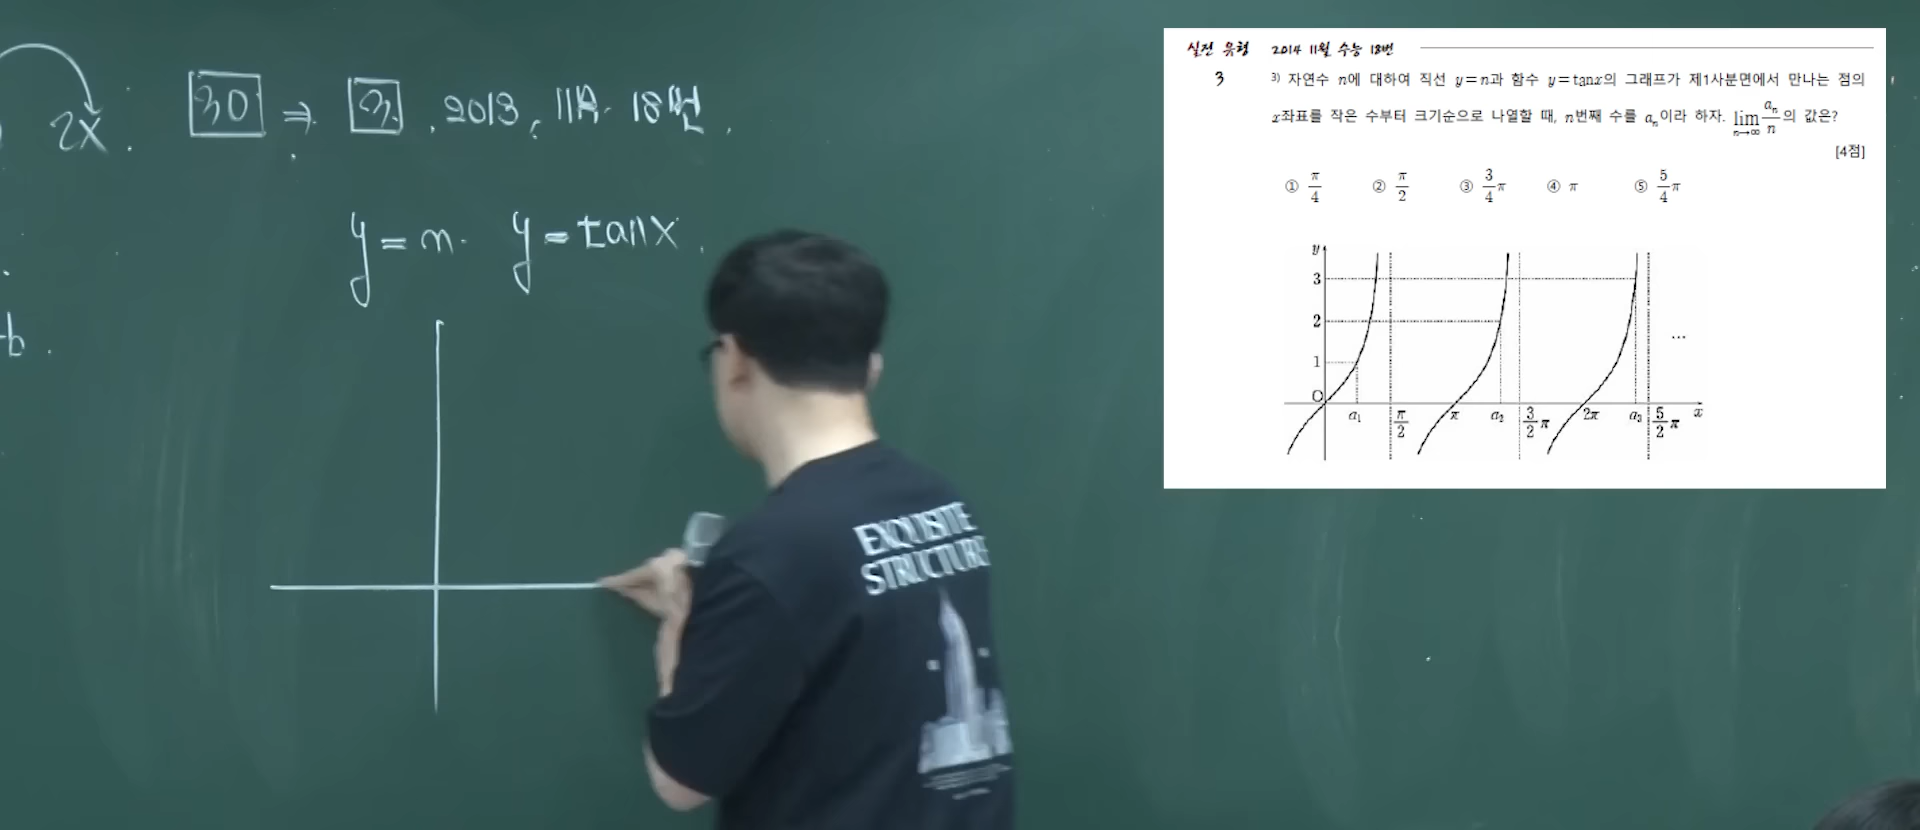 2x.
30 ⇒ 3. 2013. 11月. 18번.
y=n. y=tanx.
b.
EXQUISITE
STRUCTURE
실전 유형 2014 11월 수능 18번
3 3) 자연수 n에 대하여 직선 y=n과 함수 y=tanx의 그래프가 제1사분면에서 만나는 점의
x좌표를 작은 수부터 크기순으로 나열할 때, n번째 수를 aₙ이라 하자. lim n→∞ aₙ/n 의 값은?
[4점]
① π/4 ② π/2 ③ 3/4 π ④ π ⑤ 5/4 π
y
3
2
1
...
O a₁ π/2 π a₂ 3/2 π 2π a₃ 5/2 π x